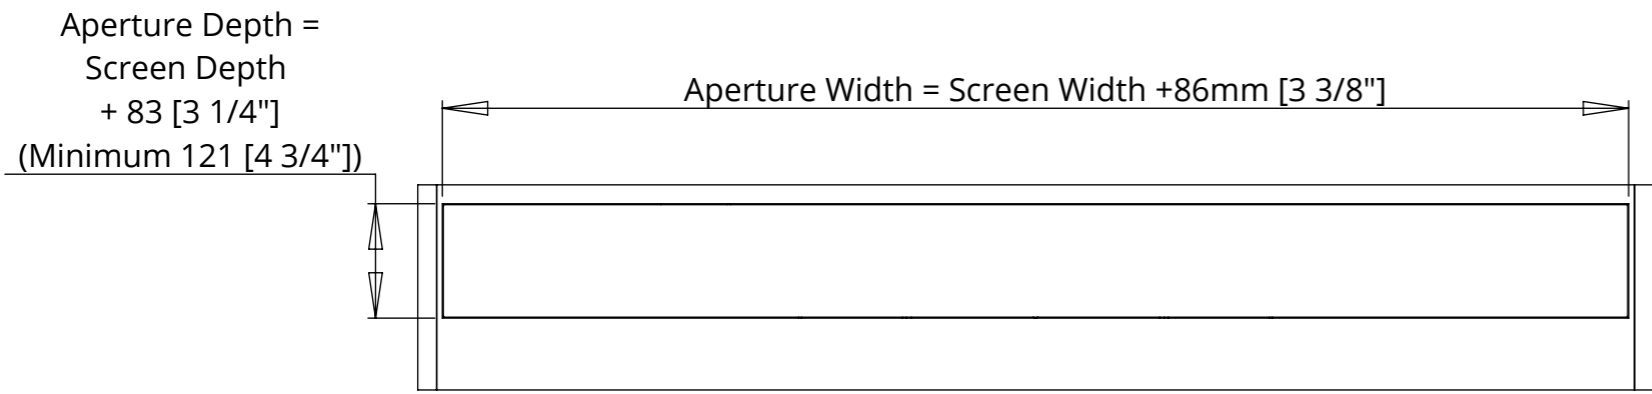 Aperture Depth =
Screen Depth
+ 83 [3 1/4"]
(Minimum 121 [4 3/4"])
Aperture Width = Screen Width +86mm [3 3/8"]